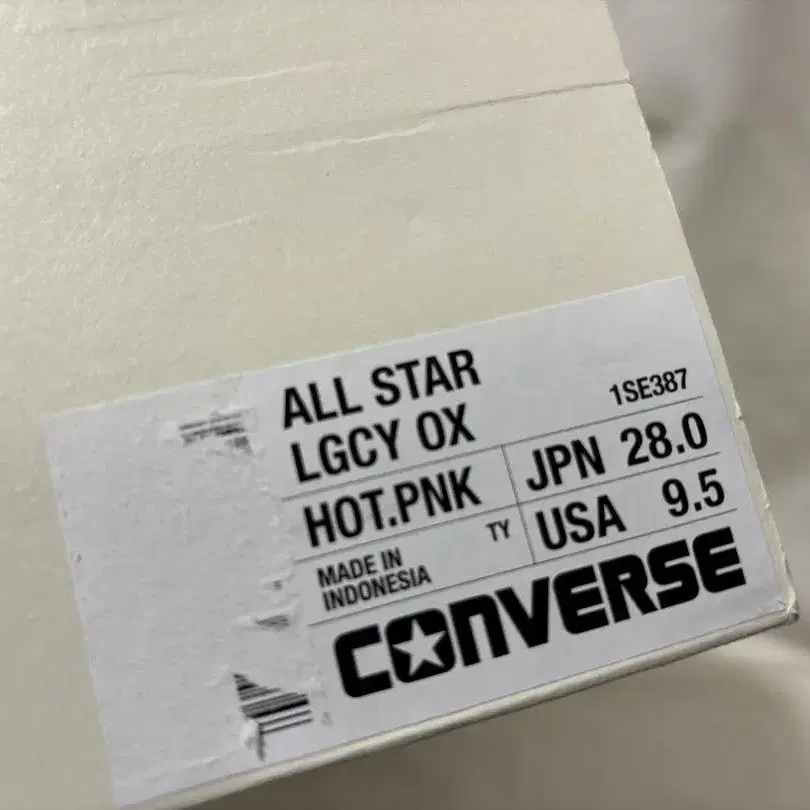 ALL STAR
LGCY OX
1SE387
HOT.PNK
JPN 28.0
TY
USA 9.5
MADE IN
INDONESIA
CONVERSE